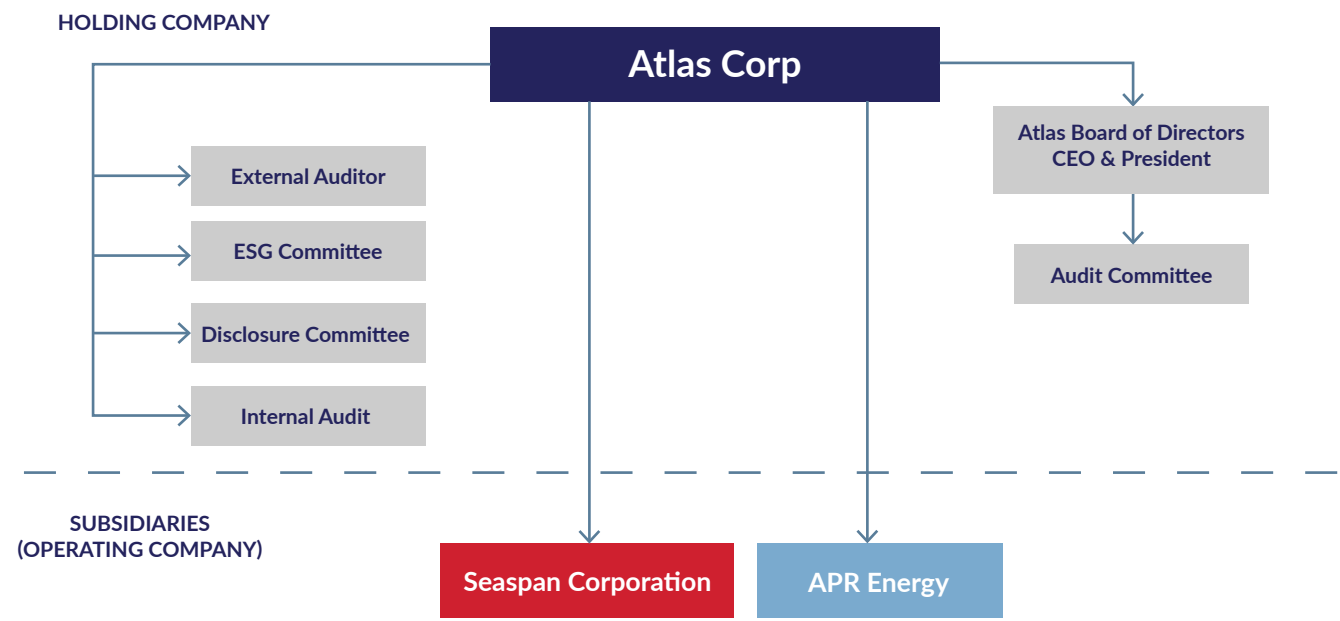 HOLDING COMPANY
Atlas Corp
Atlas Board of Directors
CEO & President
External Auditor
ESG Committee
Audit Committee
Disclosure Committee
Internal Audit
SUBSIDIARIES
(OPERATING COMPANY)
Seaspan Corporation
APR Energy